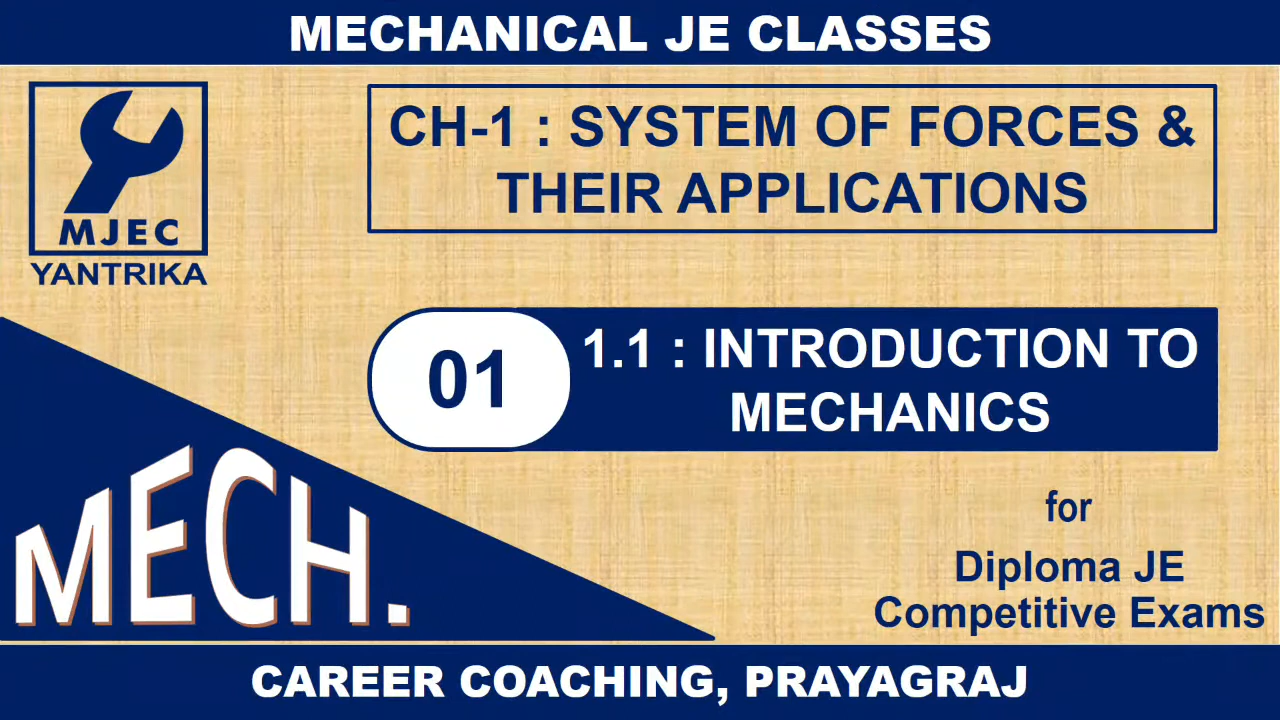 MECHANICAL JE CLASSES
MJEC
YANTRIKA
CH-1 : SYSTEM OF FORCES &
THEIR APPLICATIONS
01
1.1 : INTRODUCTION TO
MECHANICS
MECH.
for
Diploma JE
Competitive Exams
CAREER COACHING, PRAYAGRAJ